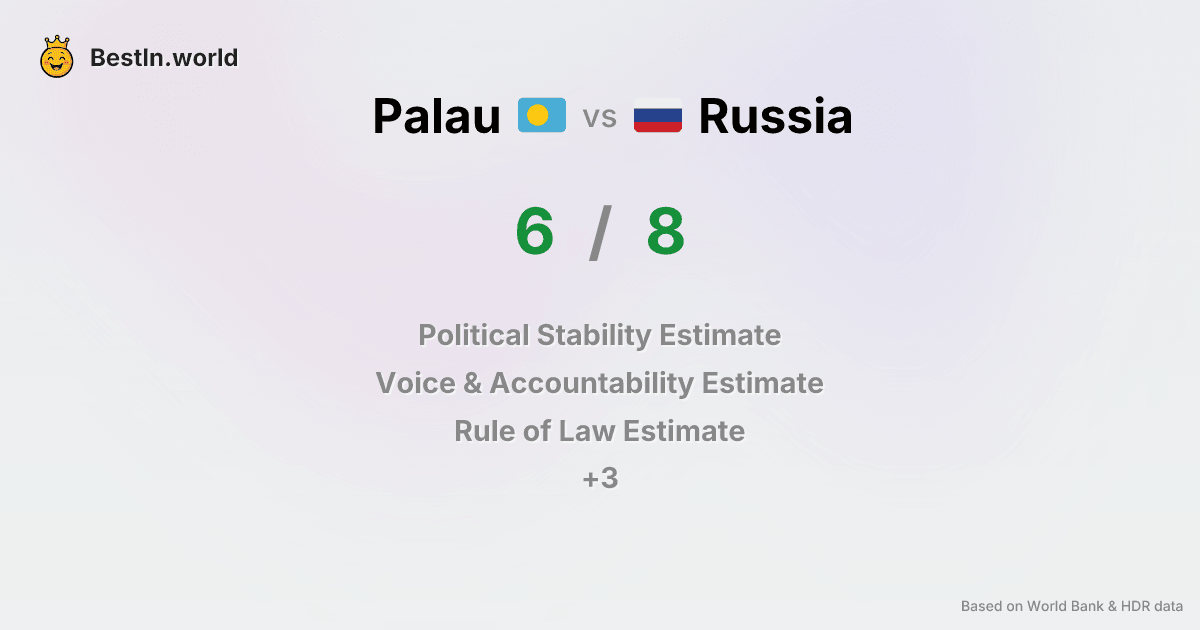 BestIn.world
Palau vs Russia
6 / 8
Political Stability Estimate
Voice & Accountability Estimate
Rule of Law Estimate
+3
Based on World Bank & HDR data